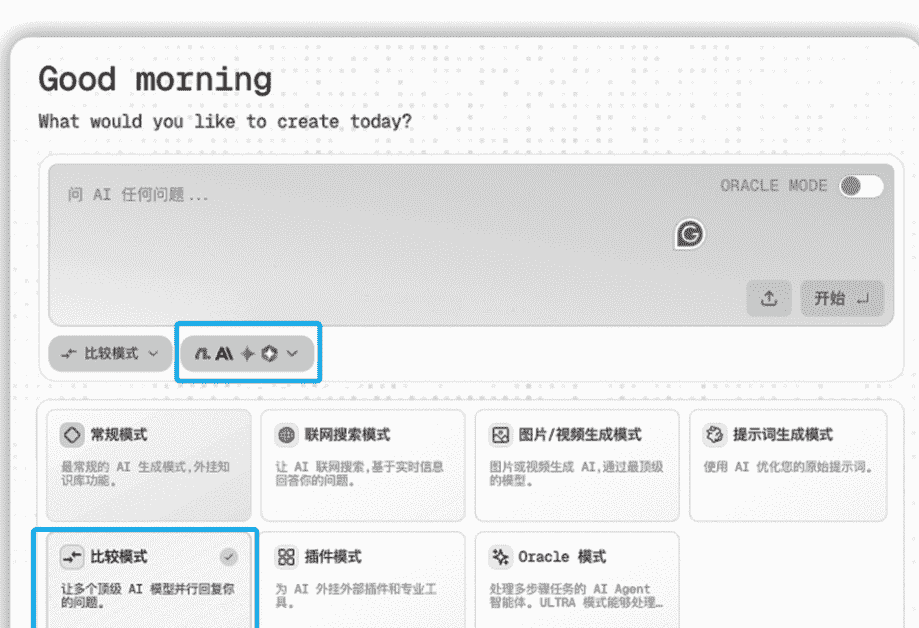 Good morning
What would you like to create today?
问 AI 任何问题...
ORACLE MODE
开始
比较模式
常规模式
最常规的 AI 生成模式,外挂知
识库功能。
联网搜索模式
让 AI 联网搜索,基于实时信息
回答你的问题。
图片/视频生成模式
图片或视频生成 AI,通过最顶级
的模型。
提示词生成模式
使用 AI 优化您的原始提示词。
比较模式
让多个顶级 AI 模型并行回复你
的问题。
插件模式
为 AI 外挂外部插件和专业工
具。
Oracle 模式
处理多步骤任务的 AI Agent
智能体。ULTRA 模式能够处理…